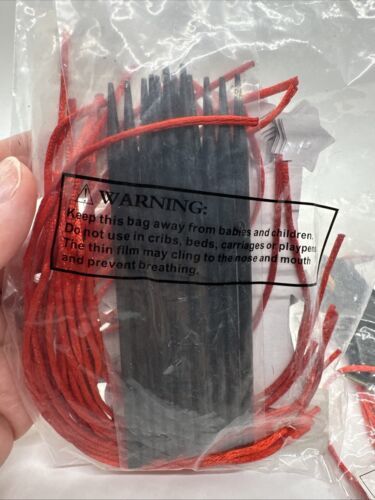 ⚠ WARNING:
Keep this bag away from babies and children.
Do not use in cribs, beds, carriages or playpens
The thin film may cling to the nose and mouth
and prevent breathing.